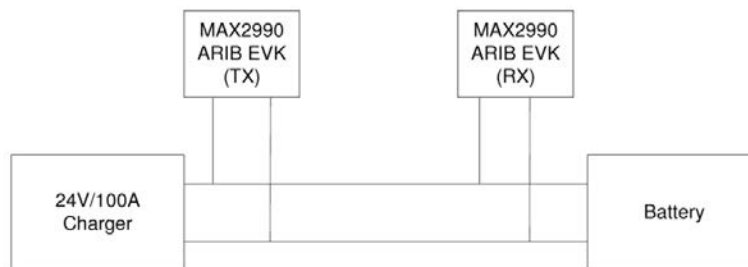 MAX2990
ARIB EVK
(TX)
MAX2990
ARIB EVK
(RX)
24V/100A
Charger
Battery